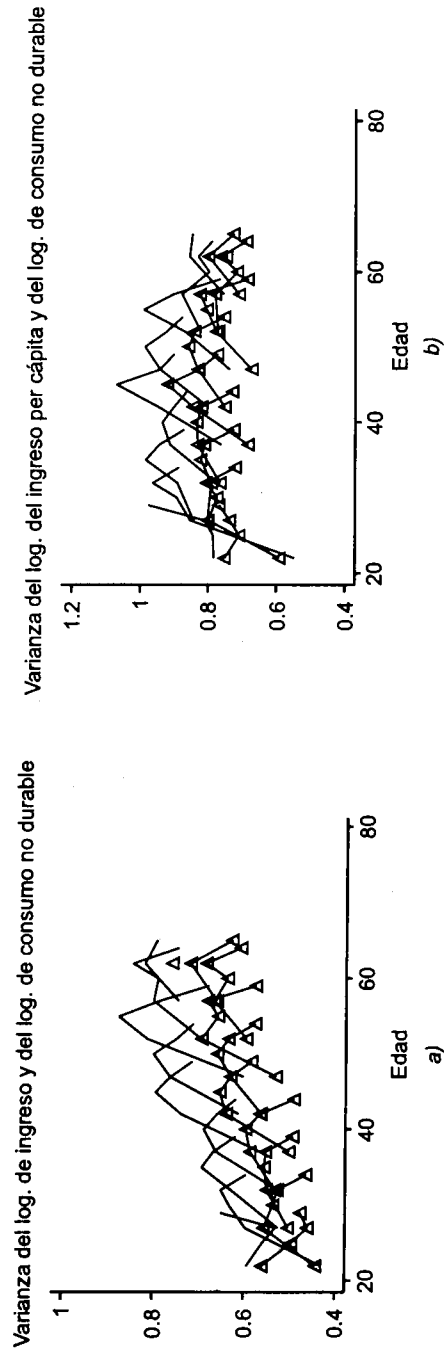 Varianza del log. de ingreso y del log. de consumo no durable
1
0.8
0.6
0.4
20
40
60
80
Edad
a)
Varianza del log. del ingreso per cápita y del log. de consumo no durable
1.2
1
0.8
0.6
0.4
20
40
60
80
Edad
b)